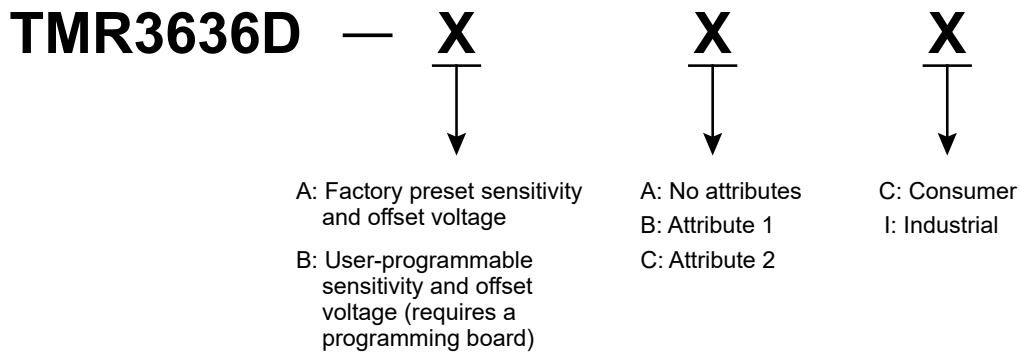 TMR3636D — X X X
A: Factory preset sensitivity
and offset voltage
B: User-programmable
sensitivity and offset
voltage (requires a
programming board)
A: No attributes
B: Attribute 1
C: Attribute 2
C: Consumer
I: Industrial